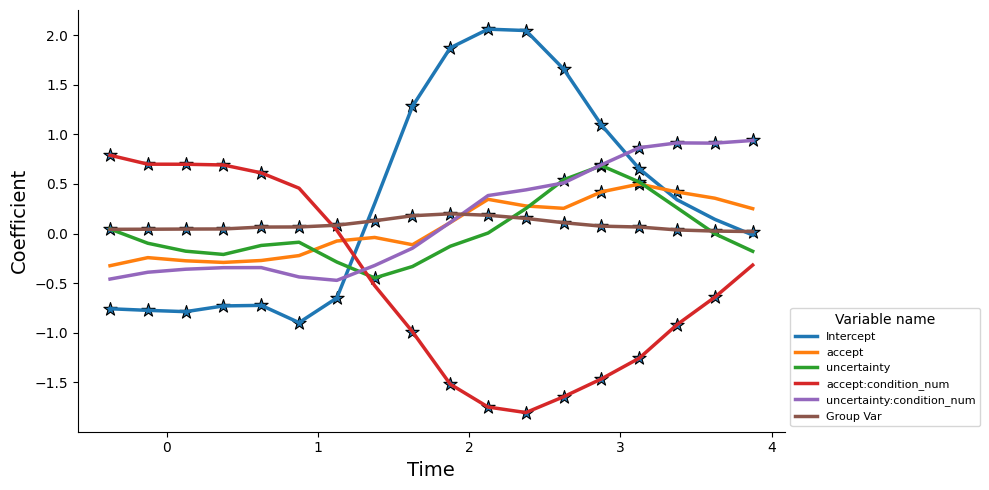 2.0
1.5
1.0
0.5
0.0
−0.5
−1.0
−1.5
Coefficient
0 1 2 3 4
Time
Variable name
Intercept
accept
uncertainty
accept:condition_num
uncertainty:condition_num
Group Var